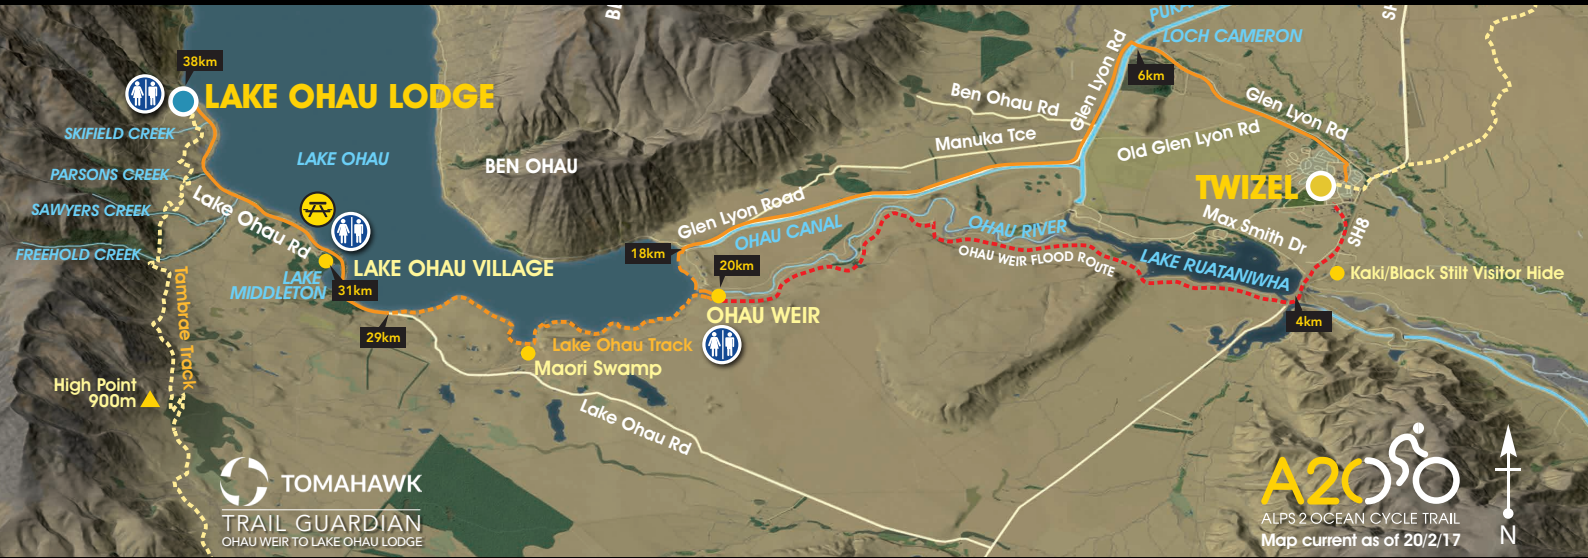 PUKA
LOCH CAMERON
SH
38km
LAKE OHAU LODGE
6km
Glen Lyon Rd
Glen Lyon Rd
Ben Ohau Rd
Manuka Tce
Old Glen Lyon Rd
SKIFIELD CREEK
LAKE OHAU
BEN OHAU
PARSONS CREEK
TWIZEL
SAWYERS CREEK
Lake Ohau Rd
Glen Lyon Road
OHAU CANAL
OHAU RIVER
Max Smith Dr
SH8
FREEHOLD CREEK
18km
20km
OHAU WEIR FLOOD ROUTE
LAKE RUATANIWHA
Kaki/Black Stilt Visitor Hide
LAKE OHAU VILLAGE
LAKE
MIDDLETON
31km
Tambrae Track
OHAU WEIR
4km
29km
Lake Ohau Track
Maori Swamp
High Point
900m
Lake Ohau Rd
TOMAHAWK
TRAIL GUARDIAN
OHAU WEIR TO LAKE OHAU LODGE
A2O
ALPS 2 OCEAN CYCLE TRAIL
Map current as of 20/2/17
N